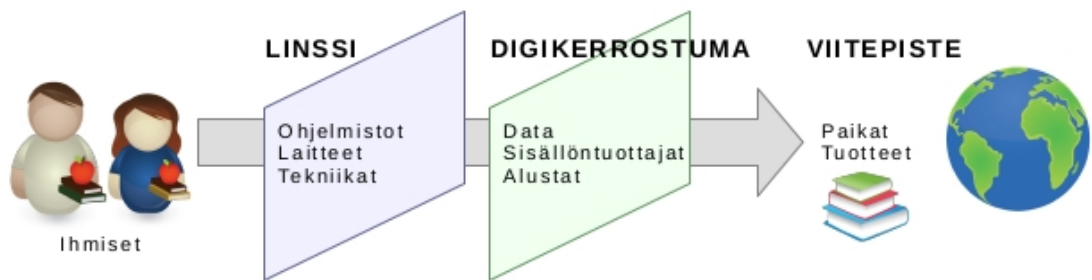 LINSSI
DIGIKERROSTUMA
VIITEPISTE
Ohjelmistot
Laitteet
Tekniikat
Data
Sisällöntuottajat
Alustat
Paikat
Tuotteet
Ihmiset